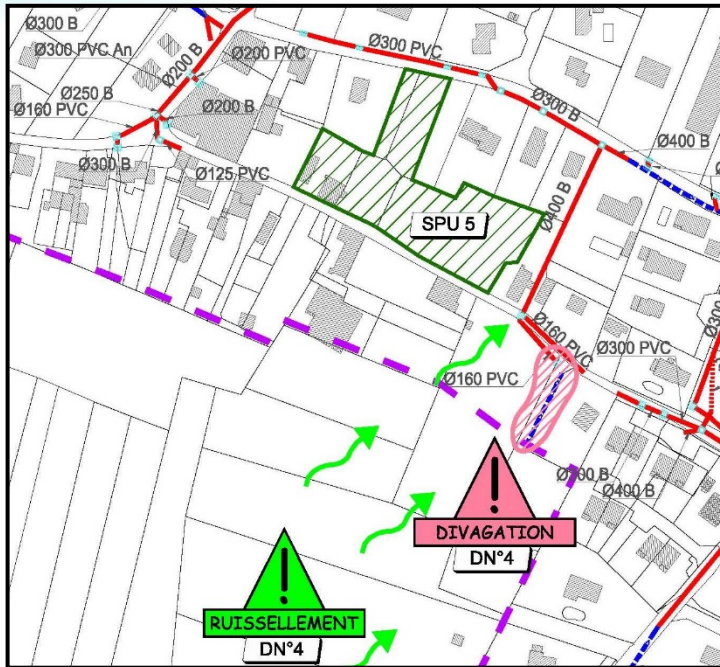 Ø300 B
Ø300 PVC An
Ø250 B
Ø160 PVC
Ø300 B
Ø200 B
Ø200 PVC
Ø200 B
Ø125 PVC
Ø300 PVC
Ø300 B
Ø400 B
Ø400 B
SPU 5
Ø160 PVC
Ø300 PVC
Ø160 PVC
Ø400 B
DIVAGATION
DN°4
RUISSELLEMENT
DN°4